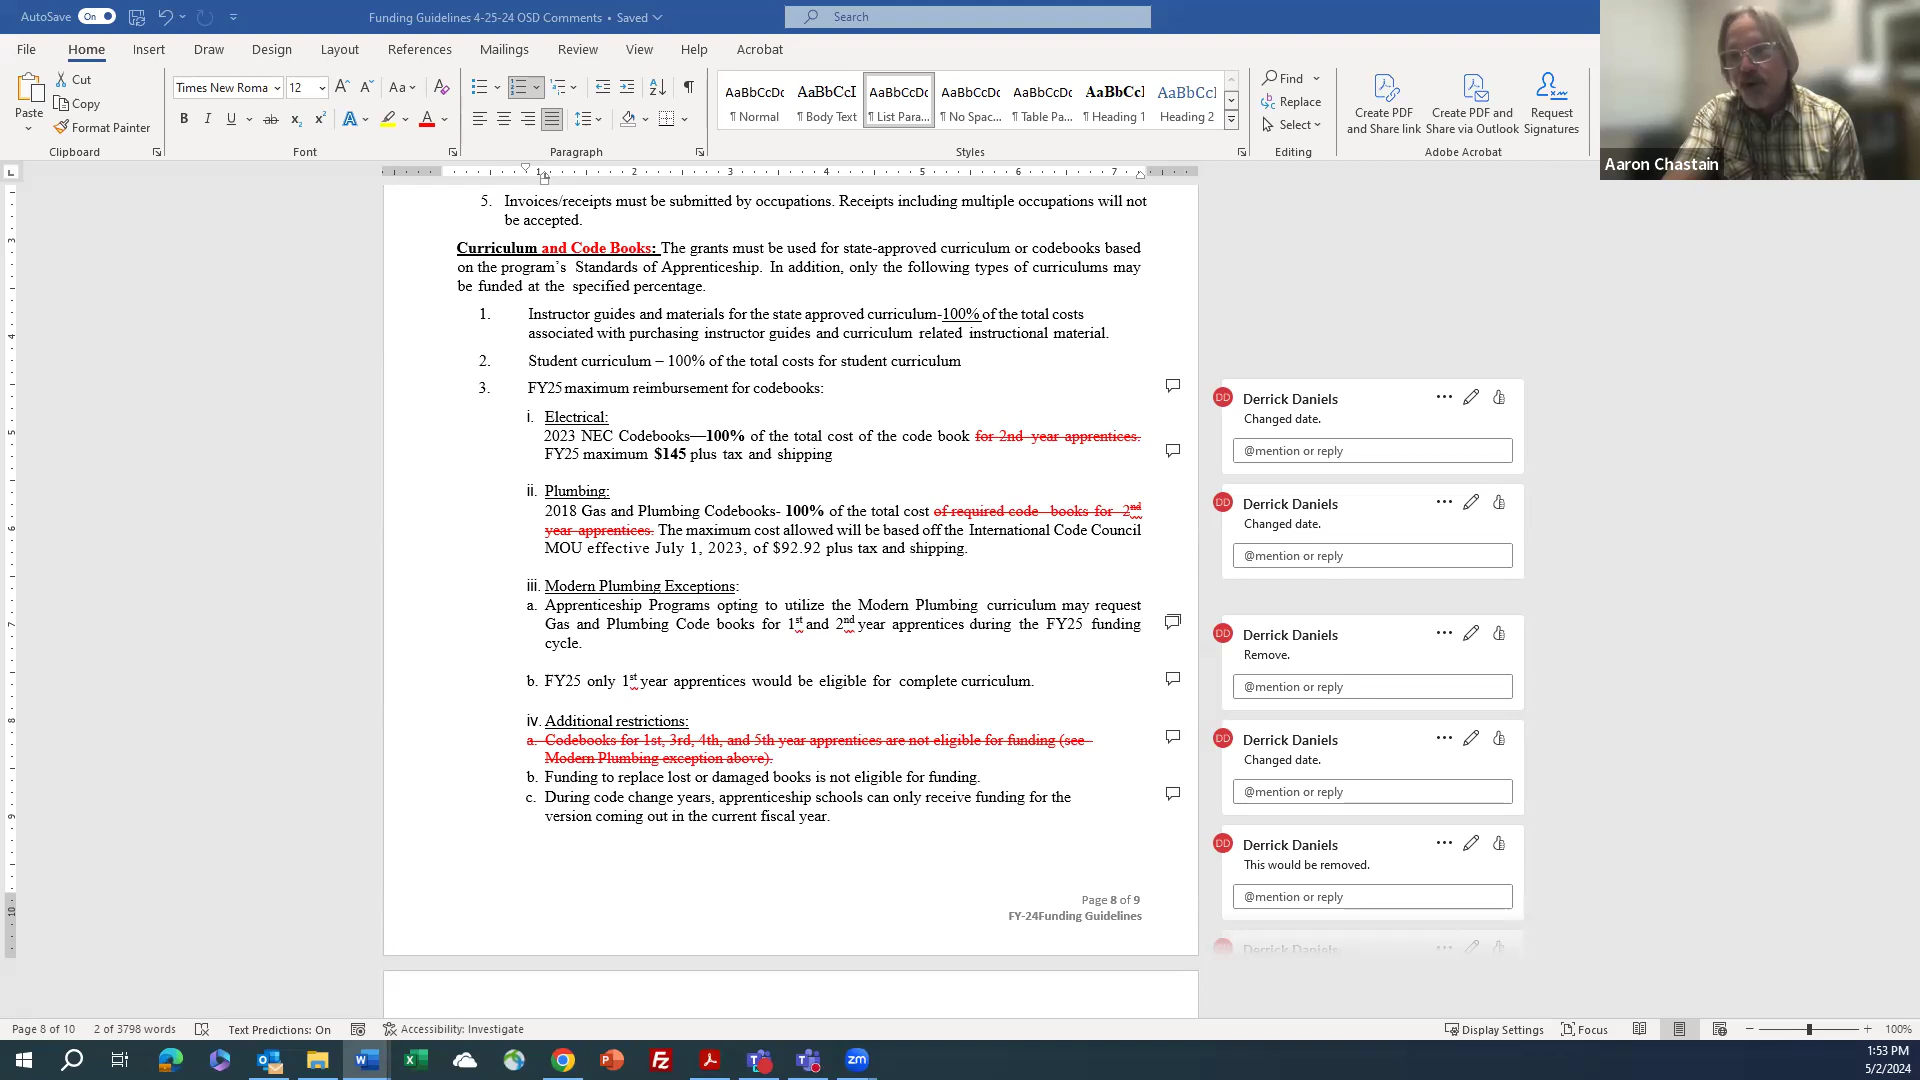 AutoSave On Funding Guidelines 4-25-24 OSD Comments • Saved Search
File Home Insert Draw Design Layout References Mailings Review View Help Acrobat
Paste Cut Copy Format Painter
Clipboard
Times New Roma 12
Font
Paragraph
AaBbCcDc AaBbCcI AaBbCcDc AaBbCcDc AaBbCcDc AaBbCcI AaBbCcI
¶ Normal ¶ Body Text ¶ List Para... ¶ No Spac... ¶ Table Pa... ¶ Heading 1 Heading 2
Styles
Find Replace Select
Editing
Create PDF and Share link
Create PDF and Share via Outlook
Request Signatures
Adobe Acrobat
Aaron Chastain
5. Invoices/receipts must be submitted by occupations. Receipts including multiple occupations will not
be accepted.
Curriculum and Code Books: The grants must be used for state-approved curriculum or codebooks based
on the program’s Standards of Apprenticeship. In addition, only the following types of curriculums may
be funded at the specified percentage.
1. Instructor guides and materials for the state approved curriculum-100% of the total costs
associated with purchasing instructor guides and curriculum related instructional material.
2. Student curriculum – 100% of the total costs for student curriculum
3. FY25 maximum reimbursement for codebooks:
i. Electrical:
2023 NEC Codebooks—100% of the total cost of the code book for 2nd year apprentices.
FY25 maximum $145 plus tax and shipping
ii. Plumbing:
2018 Gas and Plumbing Codebooks- 100% of the total cost of required code books for 2nd
year apprentices. The maximum cost allowed will be based off the International Code Council
MOU effective July 1, 2023, of $92.92 plus tax and shipping.
iii. Modern Plumbing Exceptions:
a. Apprenticeship Programs opting to utilize the Modern Plumbing curriculum may request
Gas and Plumbing Code books for 1st and 2nd year apprentices during the FY25 funding
cycle.
b. FY25 only 1st year apprentices would be eligible for complete curriculum.
iv. Additional restrictions:
a. Codebooks for 1st, 3rd, 4th, and 5th year apprentices are not eligible for funding (see
Modern Plumbing exception above).
b. Funding to replace lost or damaged books is not eligible for funding.
c. During code change years, apprenticeship schools can only receive funding for the
version coming out in the current fiscal year.
Page 8 of 9
FY-24Funding Guidelines
DD Derrick Daniels
Changed date.
@mention or reply
DD Derrick Daniels
Changed date.
@mention or reply
DD Derrick Daniels
Remove.
@mention or reply
DD Derrick Daniels
Changed date.
@mention or reply
DD Derrick Daniels
This would be removed.
@mention or reply
Derrick Daniels
Page 8 of 10 2 of 3798 words Text Predictions: On Accessibility: Investigate Display Settings Focus 100%
1:53 PM
5/2/2024